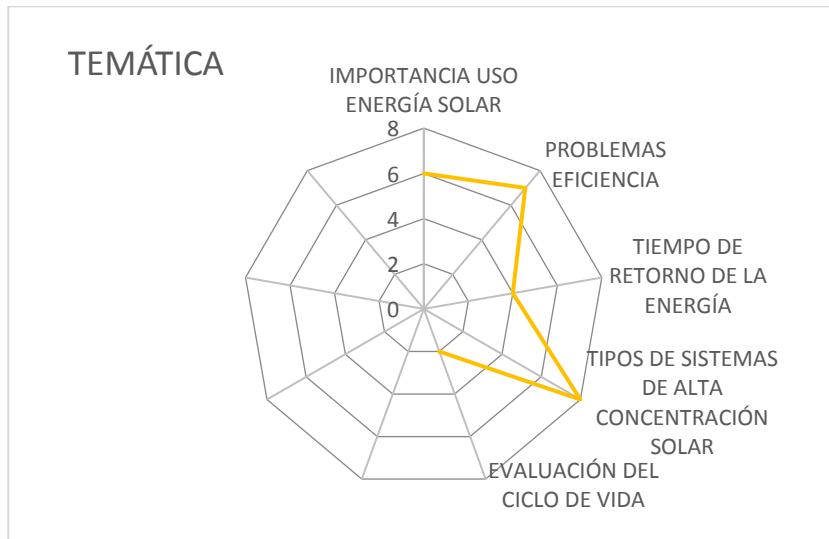 TEMÁTICA
IMPORTANCIA USO
ENERGÍA SOLAR
8
6
4
2
0
PROBLEMAS
EFICIENCIA
TIEMPO DE
RETORNO DE LA
ENERGÍA
TIPOS DE SISTEMAS
DE ALTA
CONCENTRACIÓN
SOLAR
EVALUACIÓN DEL
CICLO DE VIDA